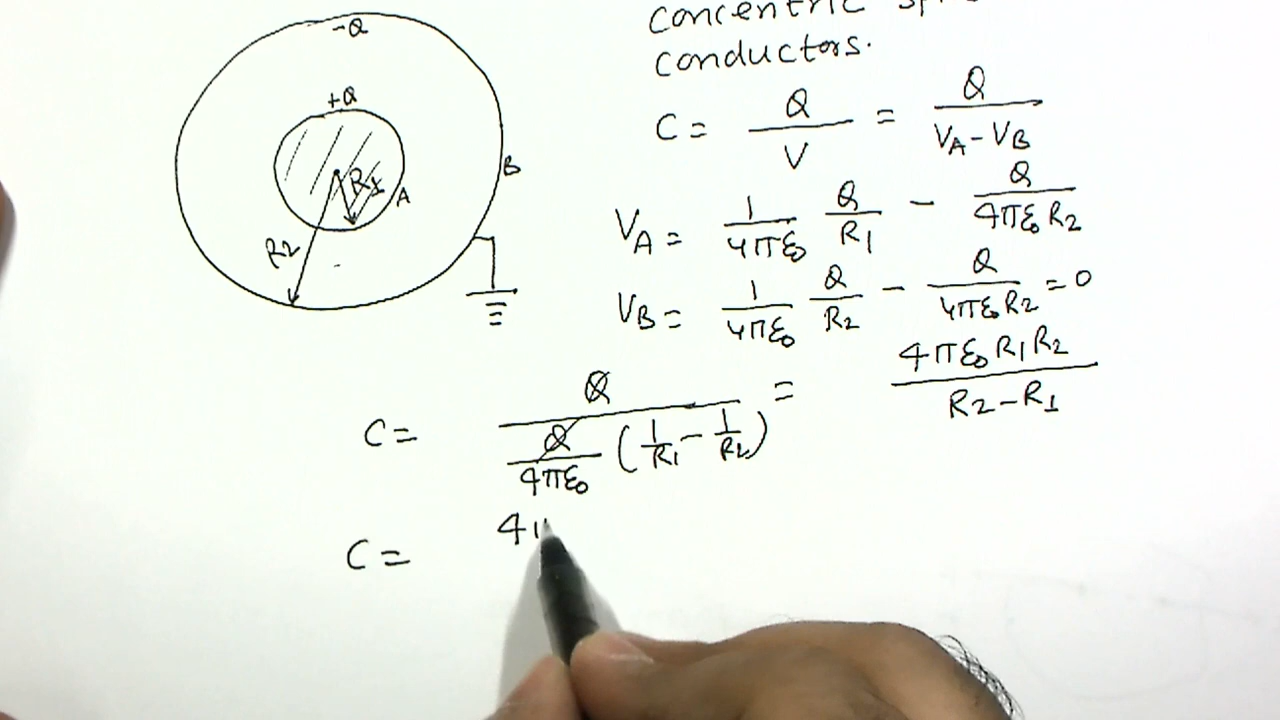 -Q
+Q
R1
A
B
R2
concentric
conductors.
C = Q/V = Q/(VA - VB)
VA = 1/(4πε0) Q/R1 - Q/(4πε0 R2)
VB = 1/(4πε0) Q/R2 - Q/(4πε0 R2) = 0
C = Q/(Q/(4πε0) (1/R1 - 1/R2)) = 4πε0 R1 R2/(R2 - R1)
C = 4